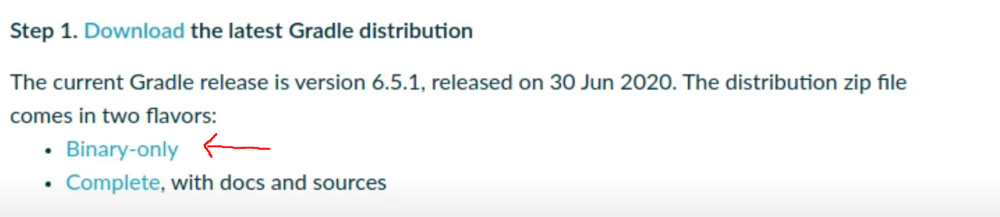 Step 1. Download the latest Gradle distribution
The current Gradle release is version 6.5.1, released on 30 Jun 2020. The distribution zip file
comes in two flavors:
• Binary-only
• Complete, with docs and sources